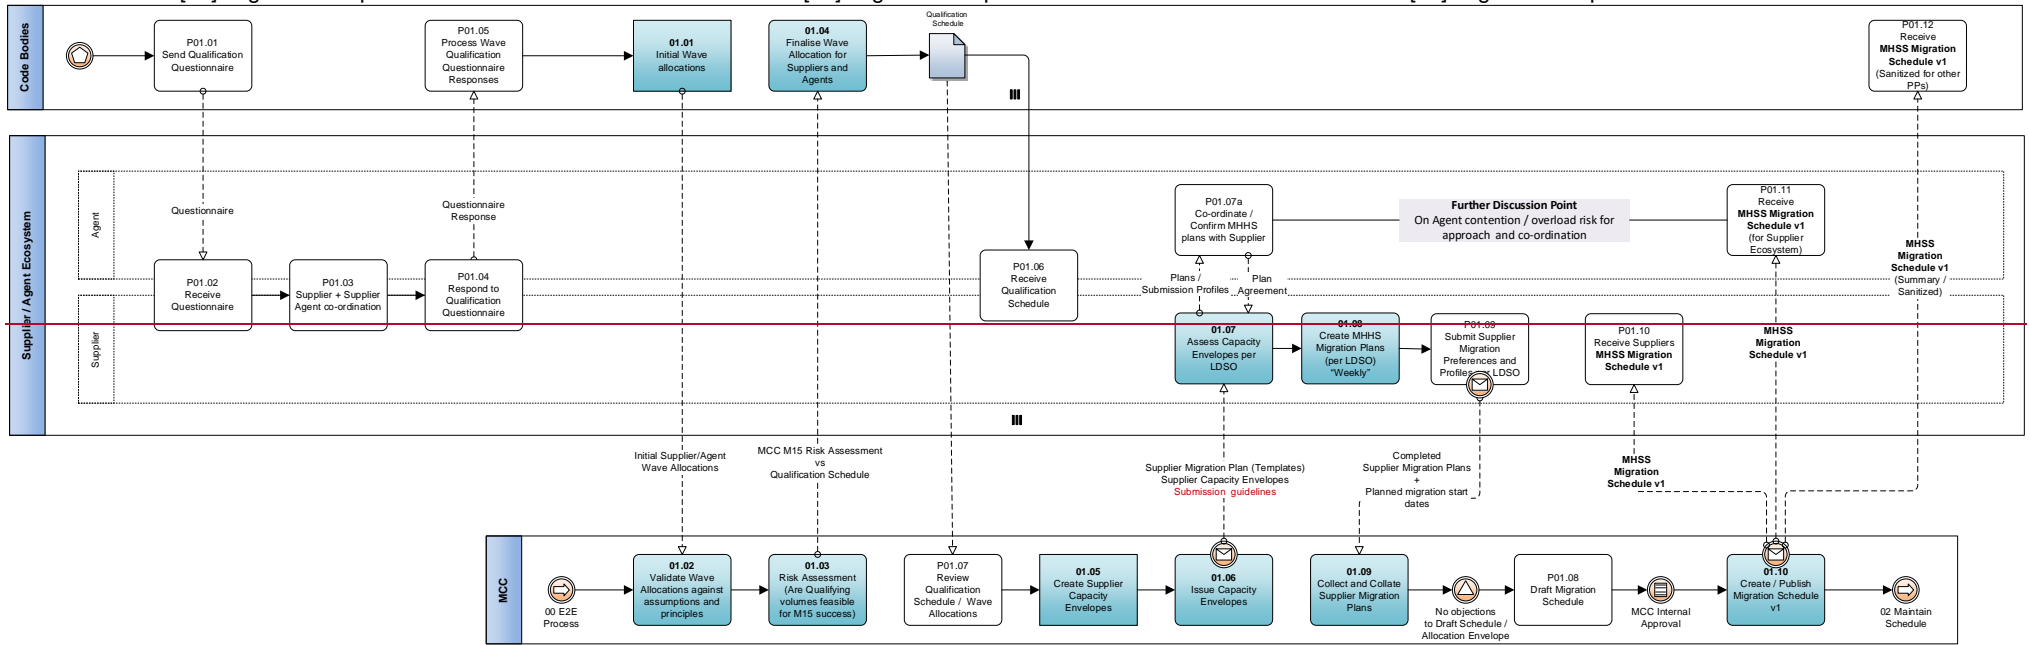 Code Bodies
P01.01
Send Qualification
Questionnaire
P01.05
Process Wave
Qualification
Questionnaire
Responses
01.01
Initial Wave
allocations
01.04
Finalise Wave
Allocation for
Suppliers and
Agents
Qualification
Schedule
P01.12
Receive
MHSS Migration
Schedule v1
(Sanitized for other
PPs)
Supplier / Agent Ecosystem
Agent
Supplier
Questionnaire
Questionnaire
Response
P01.02
Receive
Questionnaire
P01.03
Supplier + Supplier
Agent co-ordination
P01.04
Respond to
Qualification
Questionnaire
P01.06
Receive
Qualification
Schedule
P01.07a
Co-ordinate /
Confirm MHHS
plans with Supplier
Further Discussion Point
On Agent contention / overload risk for
approach and co-ordination
P01.11
Receive
MHSS Migration
Schedule v1
(for Supplier
Ecosystem)
MHSS
Migration
Schedule v1
(Summary /
Sanitized)
Plans /
Submission Profiles
Plan
Agreement
01.07
Assess Capacity
Envelopes per
LDSO
01.08
Create MHHS
Migration Plans
(per LDSO)
"Weekly"
P01.09
Submit Supplier
Migration
Preferences and
Profiles per LDSO
P01.10
Receive Suppliers
MHSS Migration
Schedule v1
MHSS
Migration
Schedule v1
Initial Supplier/Agent
Wave Allocations
MCC M15 Risk Assessment
vs
Qualification Schedule
Supplier Migration Plan (Templates)
Supplier Capacity Envelopes
Submission guidelines
Completed
Supplier Migration Plans
+
Planned migration start
dates
MHSS
Migration
Schedule v1
MCC
00 E2E
Process
01.02
Validate Wave
Allocations against
assumptions and
principles
01.03
Risk Assessment
(Are Qualifying
volumes feasible
for M15 success)
P01.07
Review
Qualification
Schedule / Wave
Allocations
01.05
Create Supplier
Capacity
Envelopes
01.06
Issue Capacity
Envelopes
01.09
Collect and Collate
Supplier Migration
Plans
No objections
to Draft Schedule /
Allocation Envelope
P01.08
Draft Migration
Schedule
MCC Internal
Approval
01.10
Create / Publish
Migration Schedule
v1
02 Maintain
Schedule